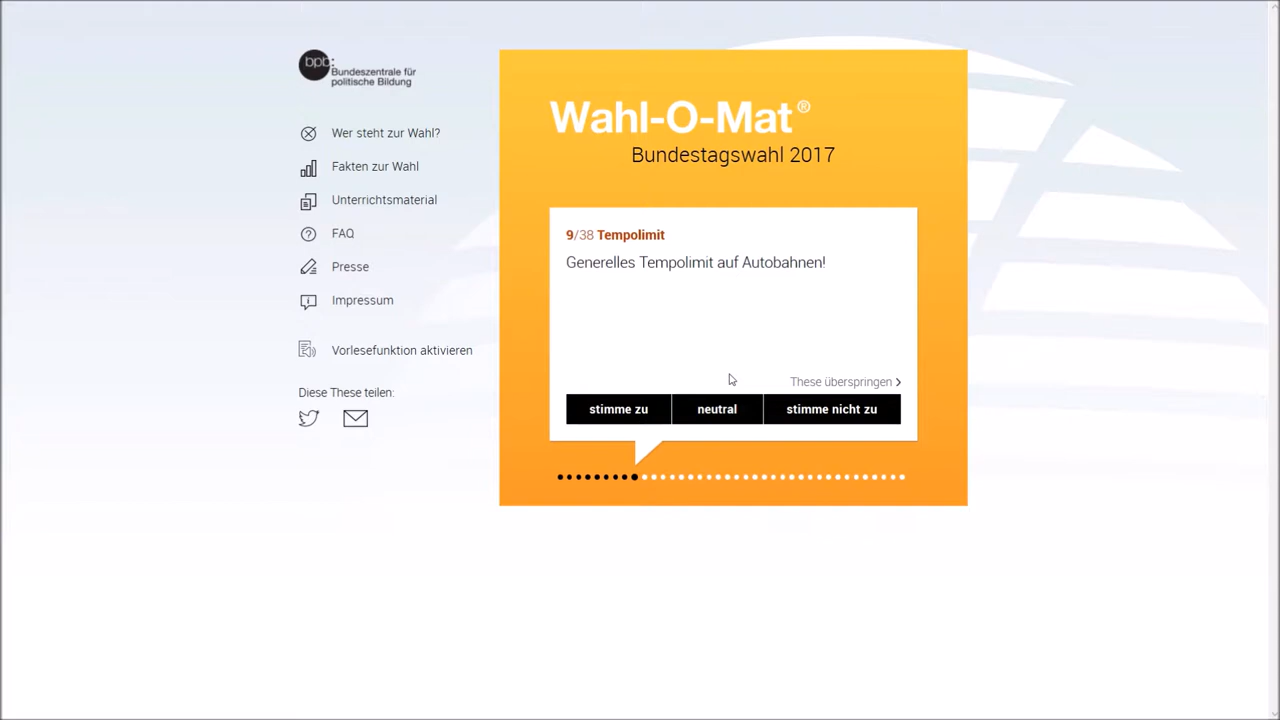 bpb:
Bundeszentrale für
politische Bildung
Wer steht zur Wahl?
Fakten zur Wahl
Unterrichtsmaterial
FAQ
Presse
Impressum
Vorlesefunktion aktivieren
Diese These teilen:
Wahl-O-Mat®
Bundestagswahl 2017
9/38 Tempolimit
Generelles Tempolimit auf Autobahnen!
These überspringen
stimme zu
neutral
stimme nicht zu